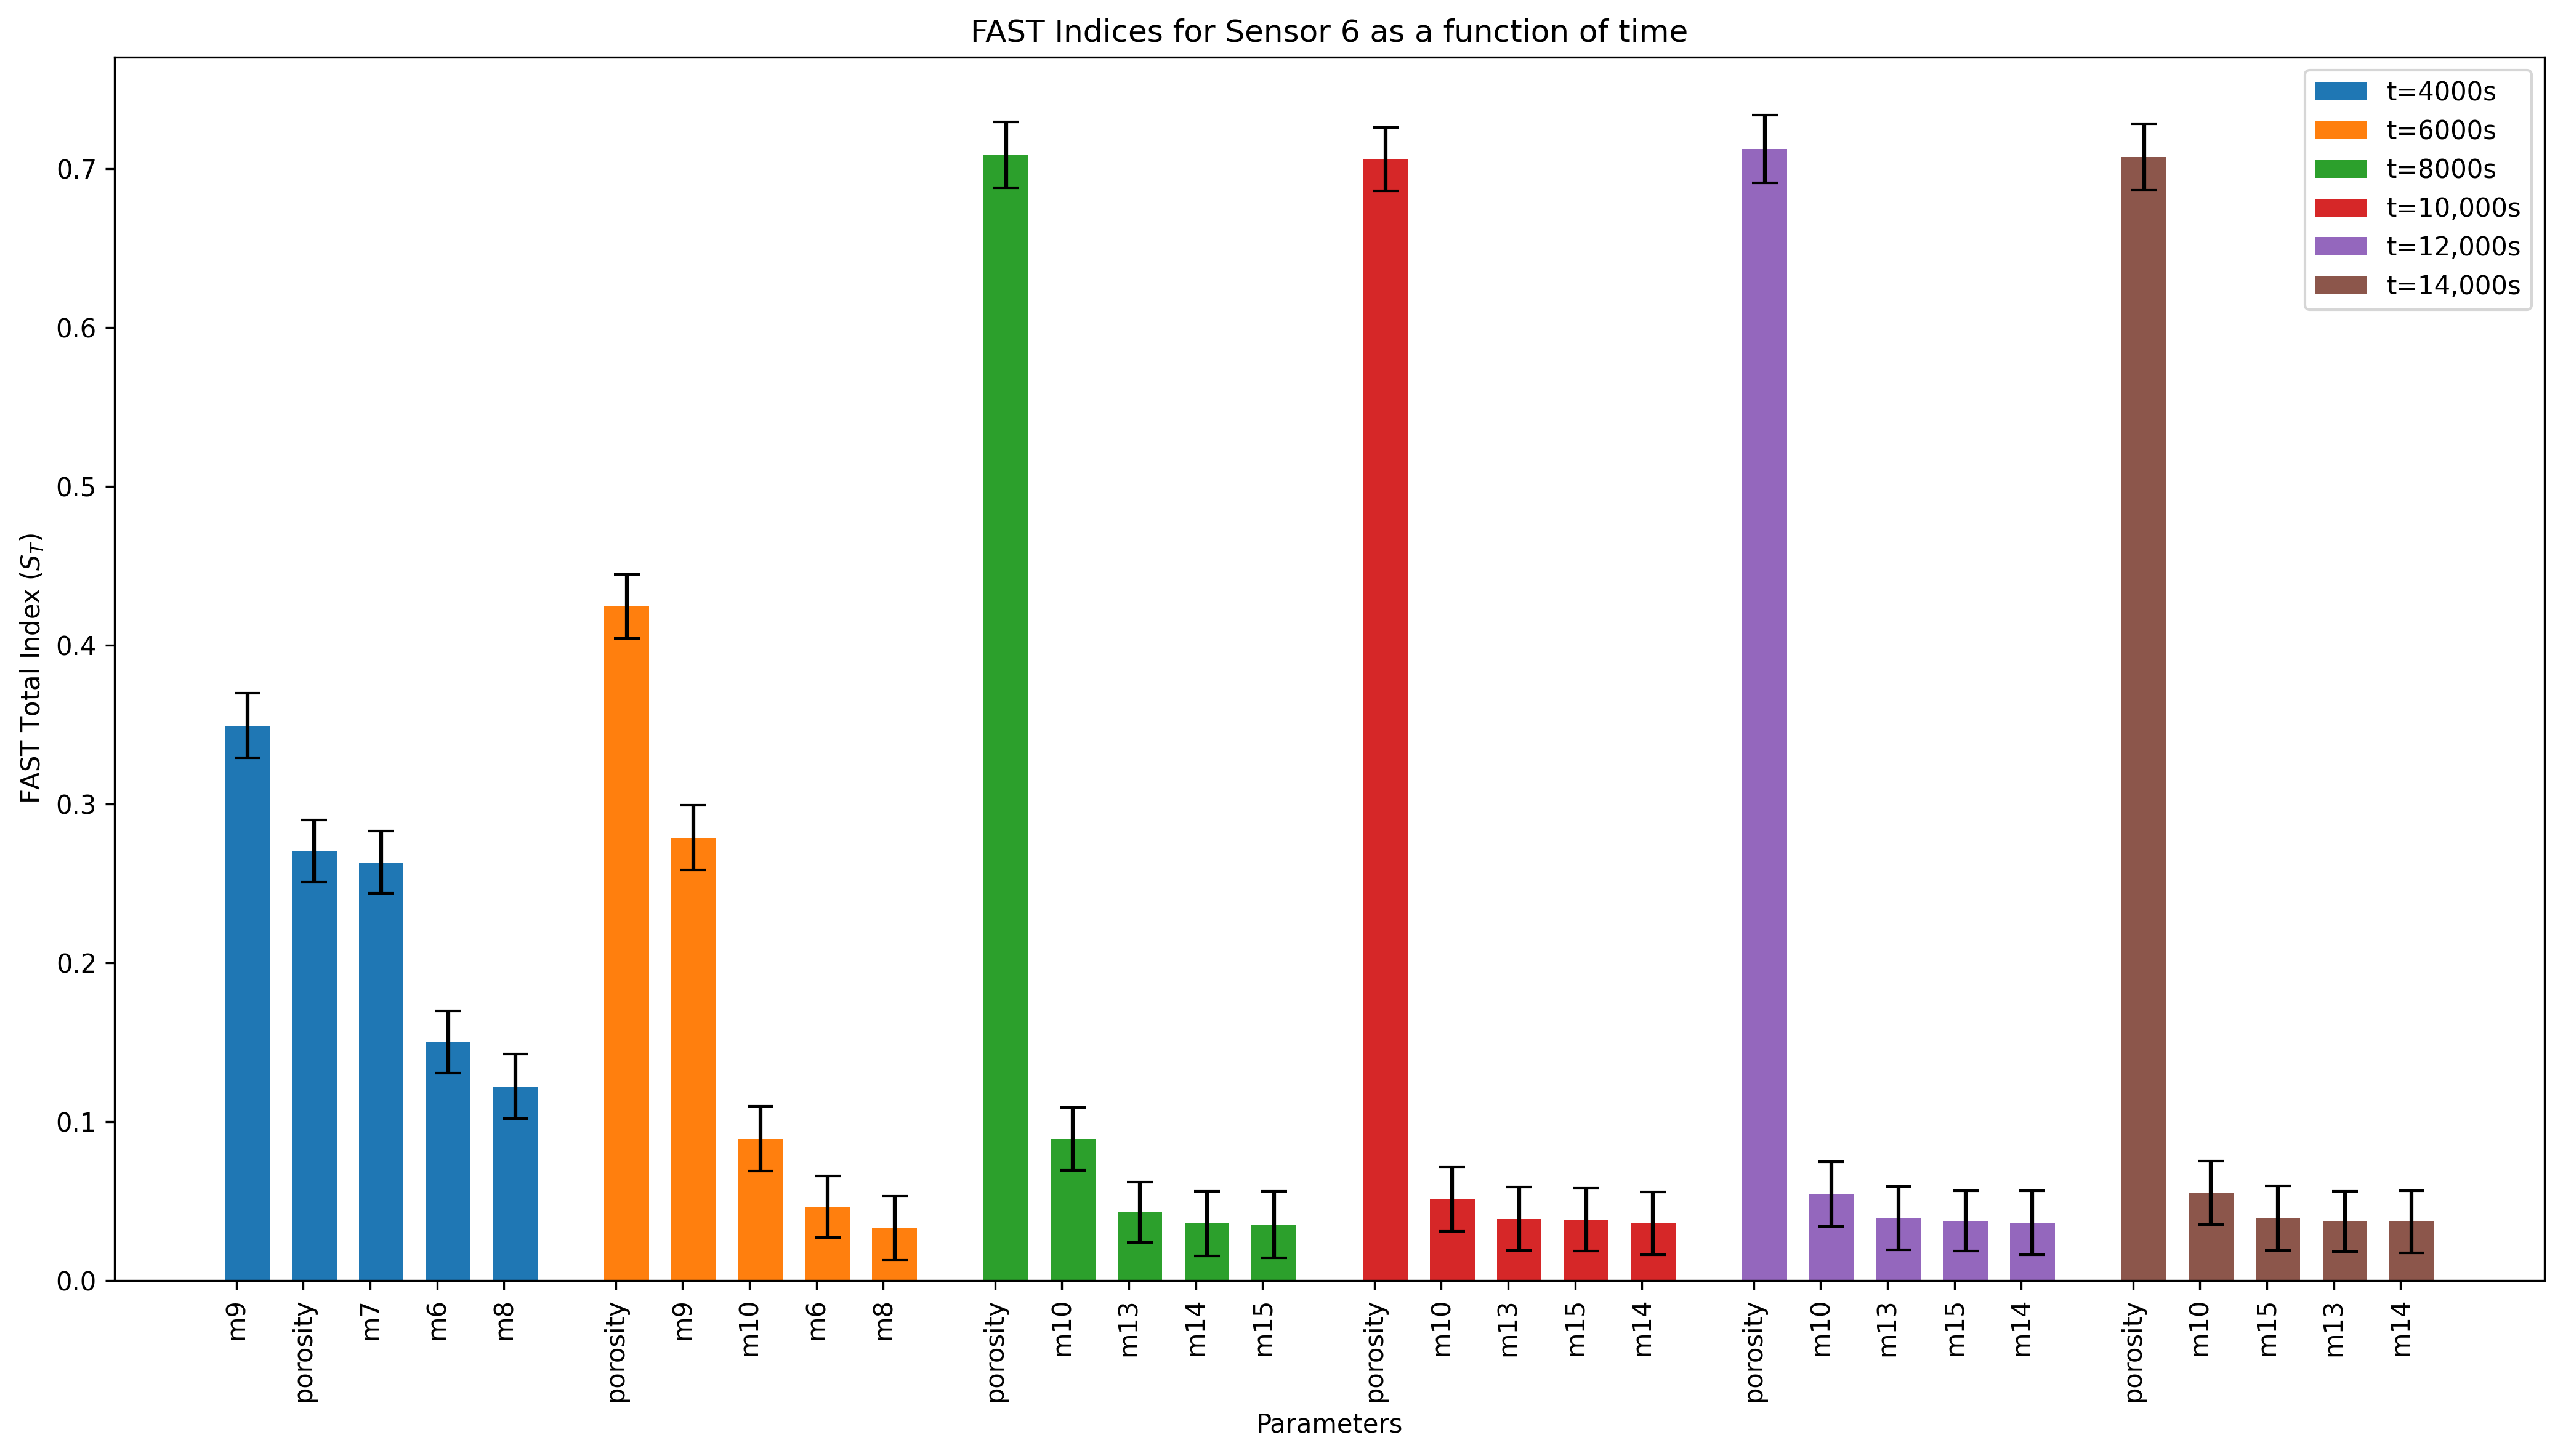 FAST Indices for Sensor 6 as a function of time
t=4000s
t=6000s
t=8000s
t=10,000s
t=12,000s
t=14,000s
FAST Total Index (S_T)
0.7
0.6
0.5
0.4
0.3
0.2
0.1
0.0
m9
porosity
m7
m6
m8
porosity
m9
m10
m6
m8
porosity
m10
m13
m14
m15
porosity
m10
m13
m15
m14
porosity
m10
m13
m15
m14
porosity
m10
m15
m13
m14
Parameters